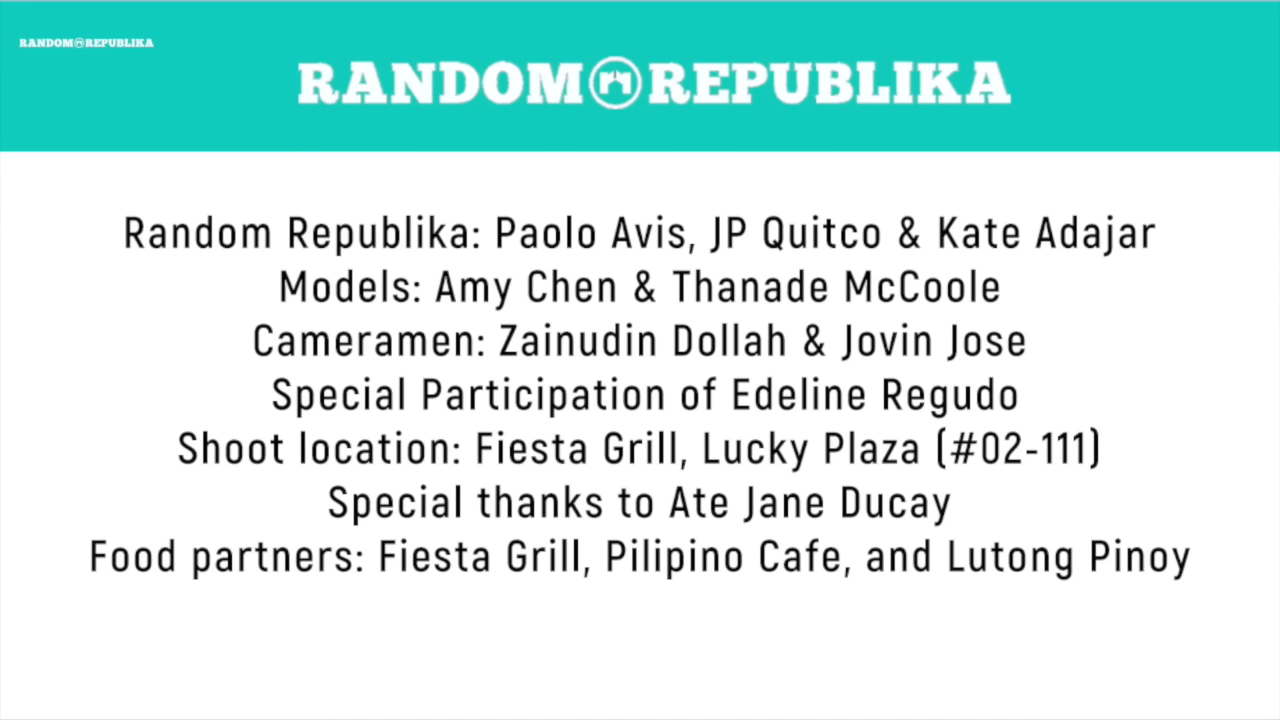 RANDOM REPUBLIKA
RANDOM REPUBLIKA
Random Republika: Paolo Avis, JP Quitco & Kate Adajar
Models: Amy Chen & Thanade McCoole
Cameramen: Zainudin Dollah & Jovin Jose
Special Participation of Edeline Regudo
Shoot location: Fiesta Grill, Lucky Plaza (#02-111)
Special thanks to Ate Jane Ducay
Food partners: Fiesta Grill, Pilipino Cafe, and Lutong Pinoy